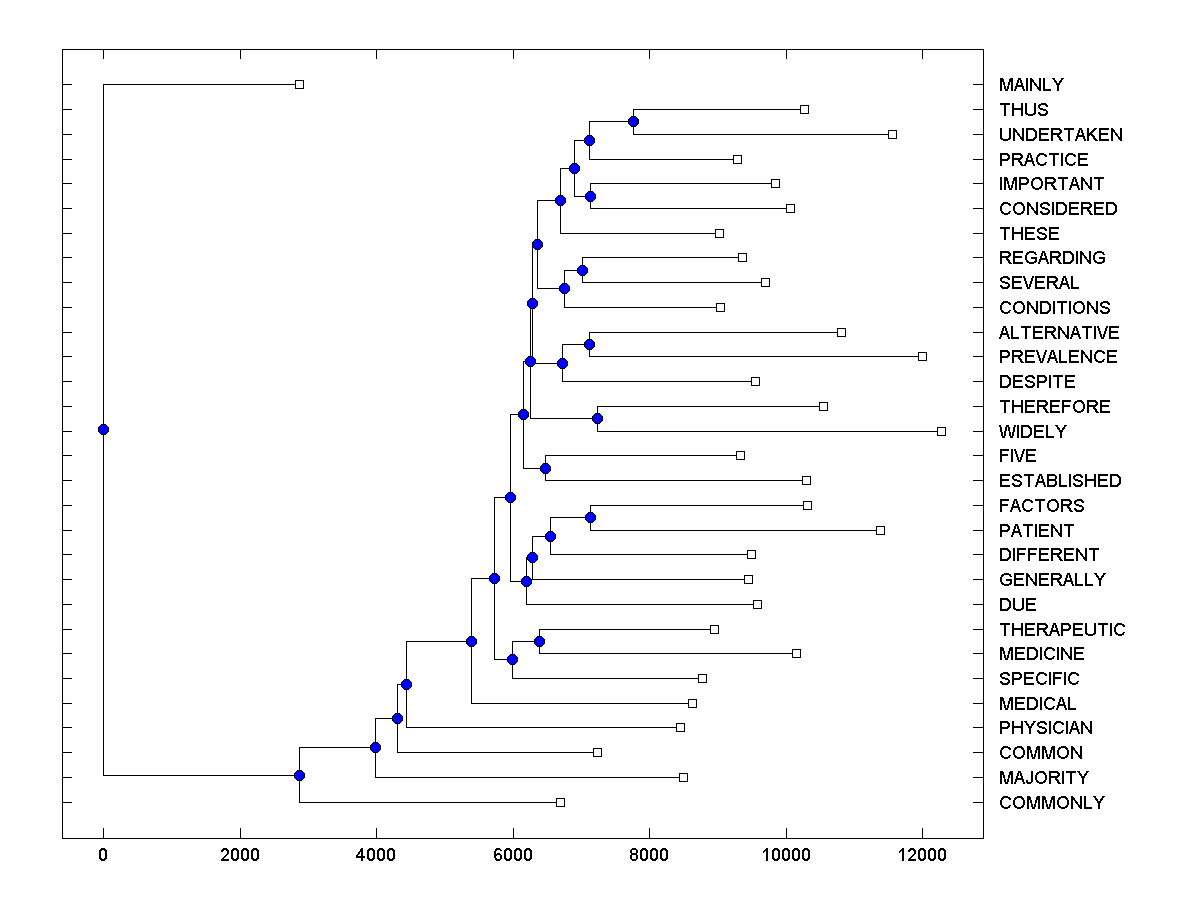 MAINLY
THUS
UNDERTAKEN
PRACTICE
IMPORTANT
CONSIDERED
THESE
REGARDING
SEVERAL
CONDITIONS
ALTERNATIVE
PREVALENCE
DESPITE
THEREFORE
WIDELY
FIVE
ESTABLISHED
FACTORS
PATIENT
DIFFERENT
GENERALLY
DUE
THERAPEUTIC
MEDICINE
SPECIFIC
MEDICAL
PHYSICIAN
COMMON
MAJORITY
COMMONLY
0 2000 4000 6000 8000 10000 12000